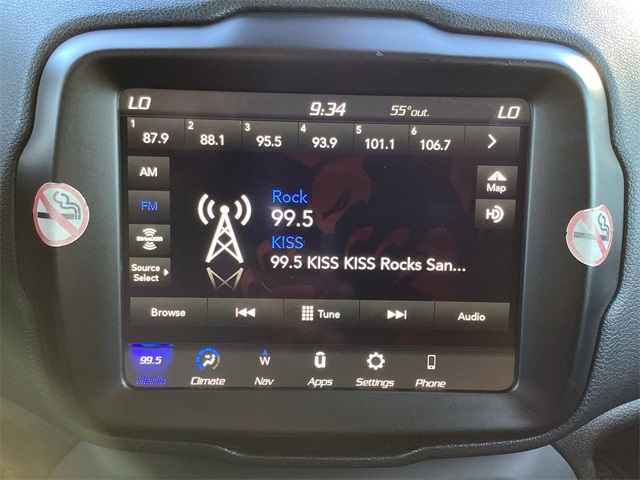 LO 9:34 55°out. LO
1 87.9 2 88.1 3 95.5 4 93.9 5 101.1 6 106.7
AM
Map
FM
HD
Rock
99.5
KISS
99.5 KISS KISS Rocks San...
SiriusXM
Source
Select
Browse Tune Audio
99.5 W
Media Climate Nav Apps Settings Phone